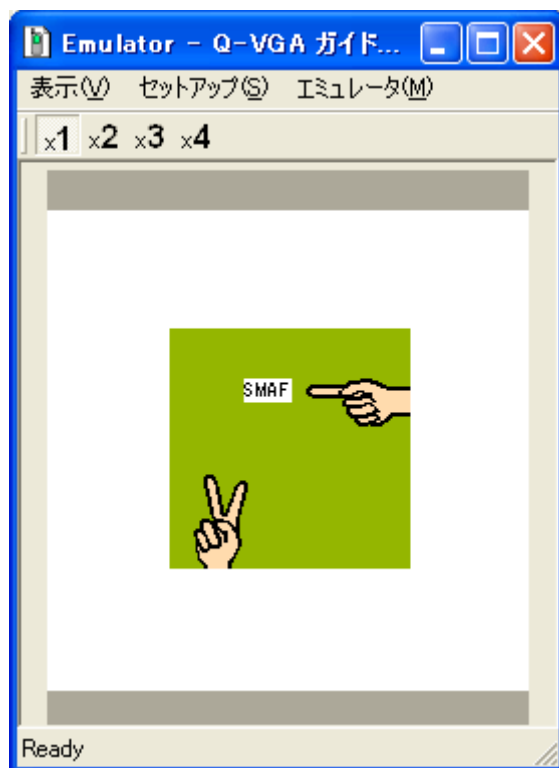 Emulator - Q-VGA ガイド...
表示(V) セットアップ(S) エミュレータ(M)
x1 x2 x3 x4
SMAF
Ready